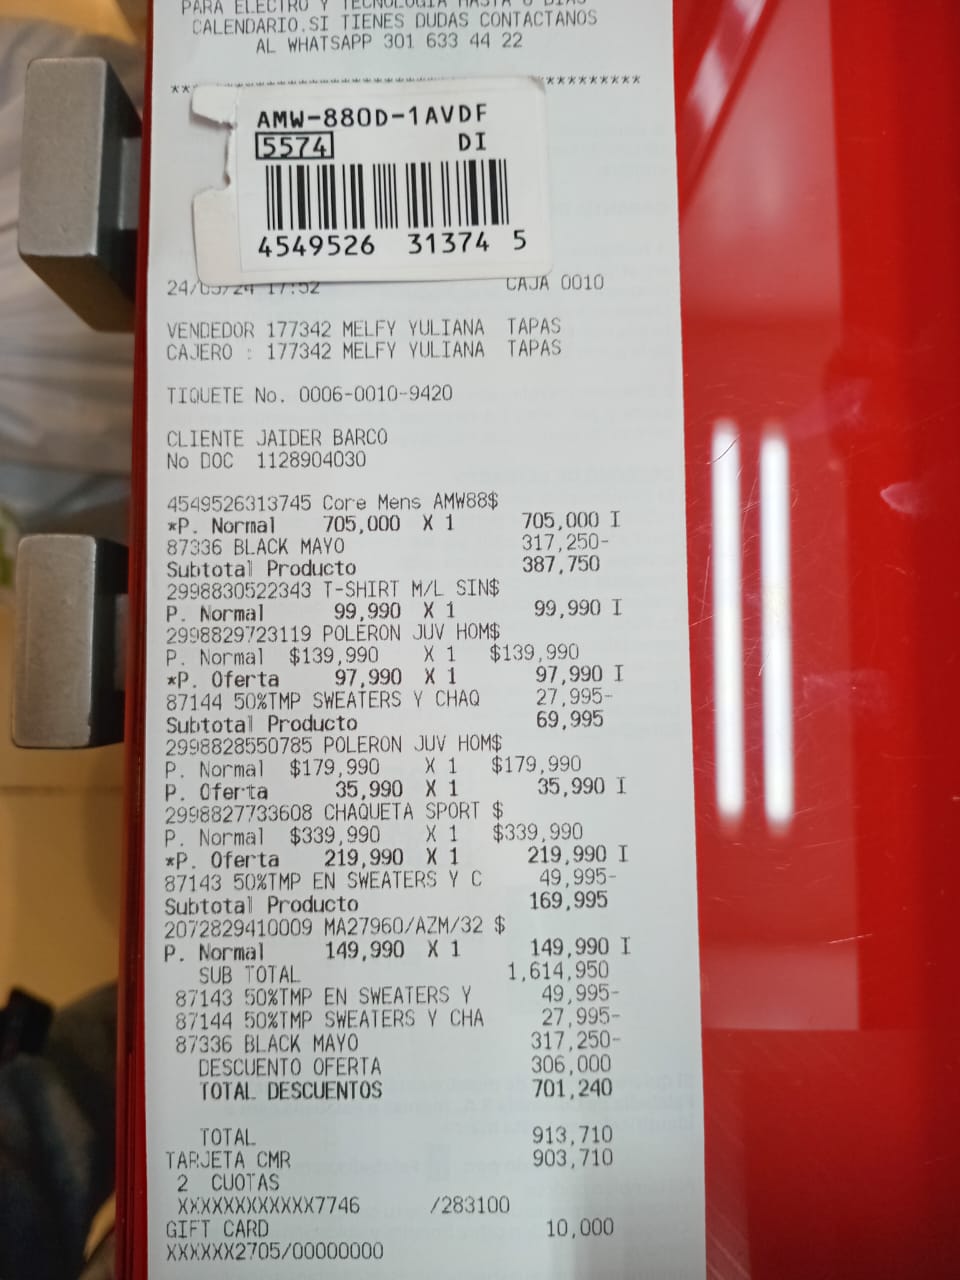 PARA ELECTRO Y TECNOLOGIA HASTA DIAS
CALENDARIO.SI TIENES DUDAS CONTACTANOS
AL WHATSAPP 301 633 44 22
AMW-880D-1AVDF
5574 DI
4549526 31374 5
24/05/24 17:52 CAJA 0010
VENDEDOR 177342 MELFY YULIANA TAPAS
CAJERO : 177342 MELFY YULIANA TAPAS
TIQUETE No. 0006-0010-9420
CLIENTE JAIDER BARCO
No DOC 1128904030
4549526313745 Core Mens AMW88$
*P. Normal 705,000 X 1 705,000 I
87336 BLACK MAYO 317,250-
Subtotal Producto 387,750
2998830522343 T-SHIRT M/L SIN$
P. Normal 99,990 X 1 99,990 I
2998829723119 POLERON JUV HOM$
P. Normal $139,990 X 1 $139,990
*P. Oferta 97,990 X 1 97,990 I
87144 50%TMP SWEATERS Y CHAQ 27,995-
Subtotal Producto 69,995
2998828550785 POLERON JUV HOM$
P. Normal $179,990 X 1 $179,990
P. Oferta 35,990 X 1 35,990 I
2998827733608 CHAQUETA SPORT $
P. Normal $339,990 X 1 $339,990
*P. Oferta 219,990 X 1 219,990 I
87143 50%TMP EN SWEATERS Y C 49,995-
Subtotal Producto 169,995
2072829410009 MA27960/AZM/32 $
P. Normal 149,990 X 1 149,990 I
SUB TOTAL 1,614,950
87143 50%TMP EN SWEATERS Y 49,995-
87144 50%TMP SWEATERS Y CHA 27,995-
87336 BLACK MAYO 317,250-
DESCUENTO OFERTA 306,000
TOTAL DESCUENTOS 701,240
TOTAL 913,710
TARJETA CMR 903,710
2 CUOTAS
XXXXXXXXXXXX7746 /283100
GIFT CARD 10,000
XXXXXX2705/00000000